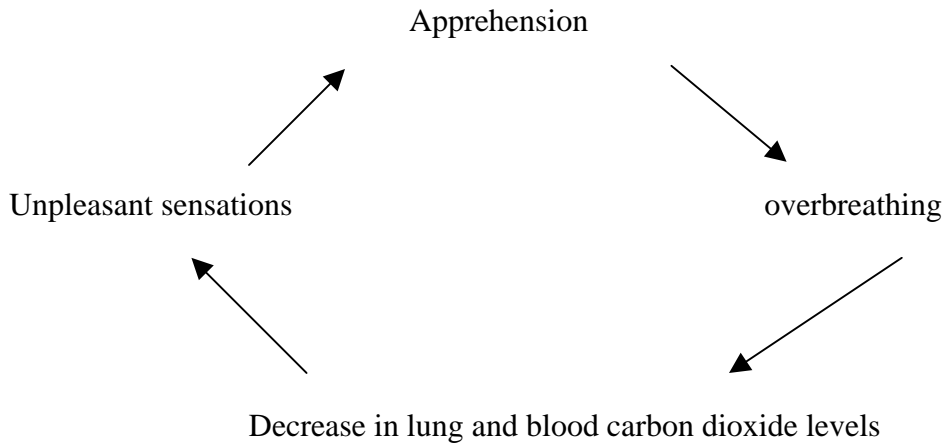 Apprehension
Unpleasant sensations
overbreathing
Decrease in lung and blood carbon dioxide levels